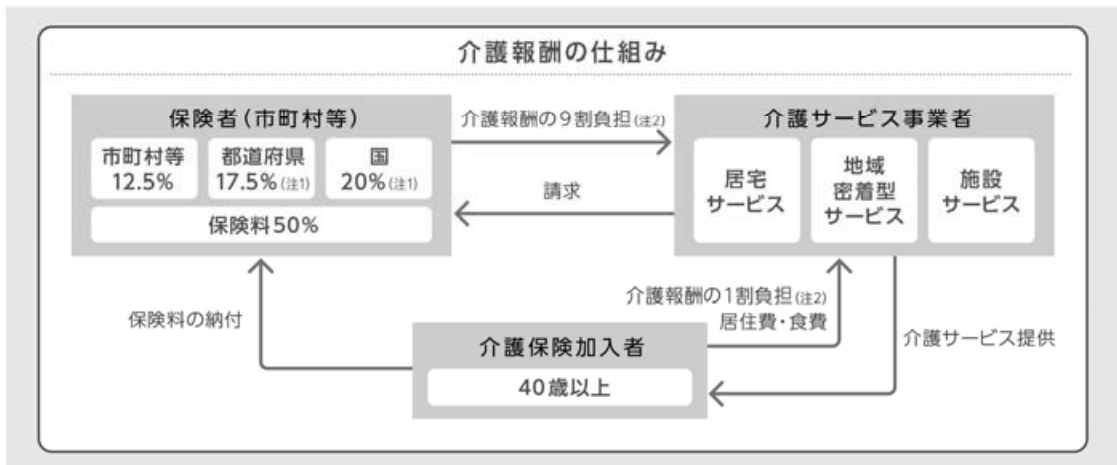 介護報酬の仕組み
保険者（市町村等）
市町村等
12.5%
都道府県
17.5%(注1)
国
20%(注1)
保険料50%
介護報酬の9割負担(注2)
請求
介護サービス事業者
居宅
サービス
地域
密着型
サービス
施設
サービス
保険料の納付
介護報酬の1割負担(注2)
居住費・食費
介護サービス提供
介護保険加入者
40歳以上